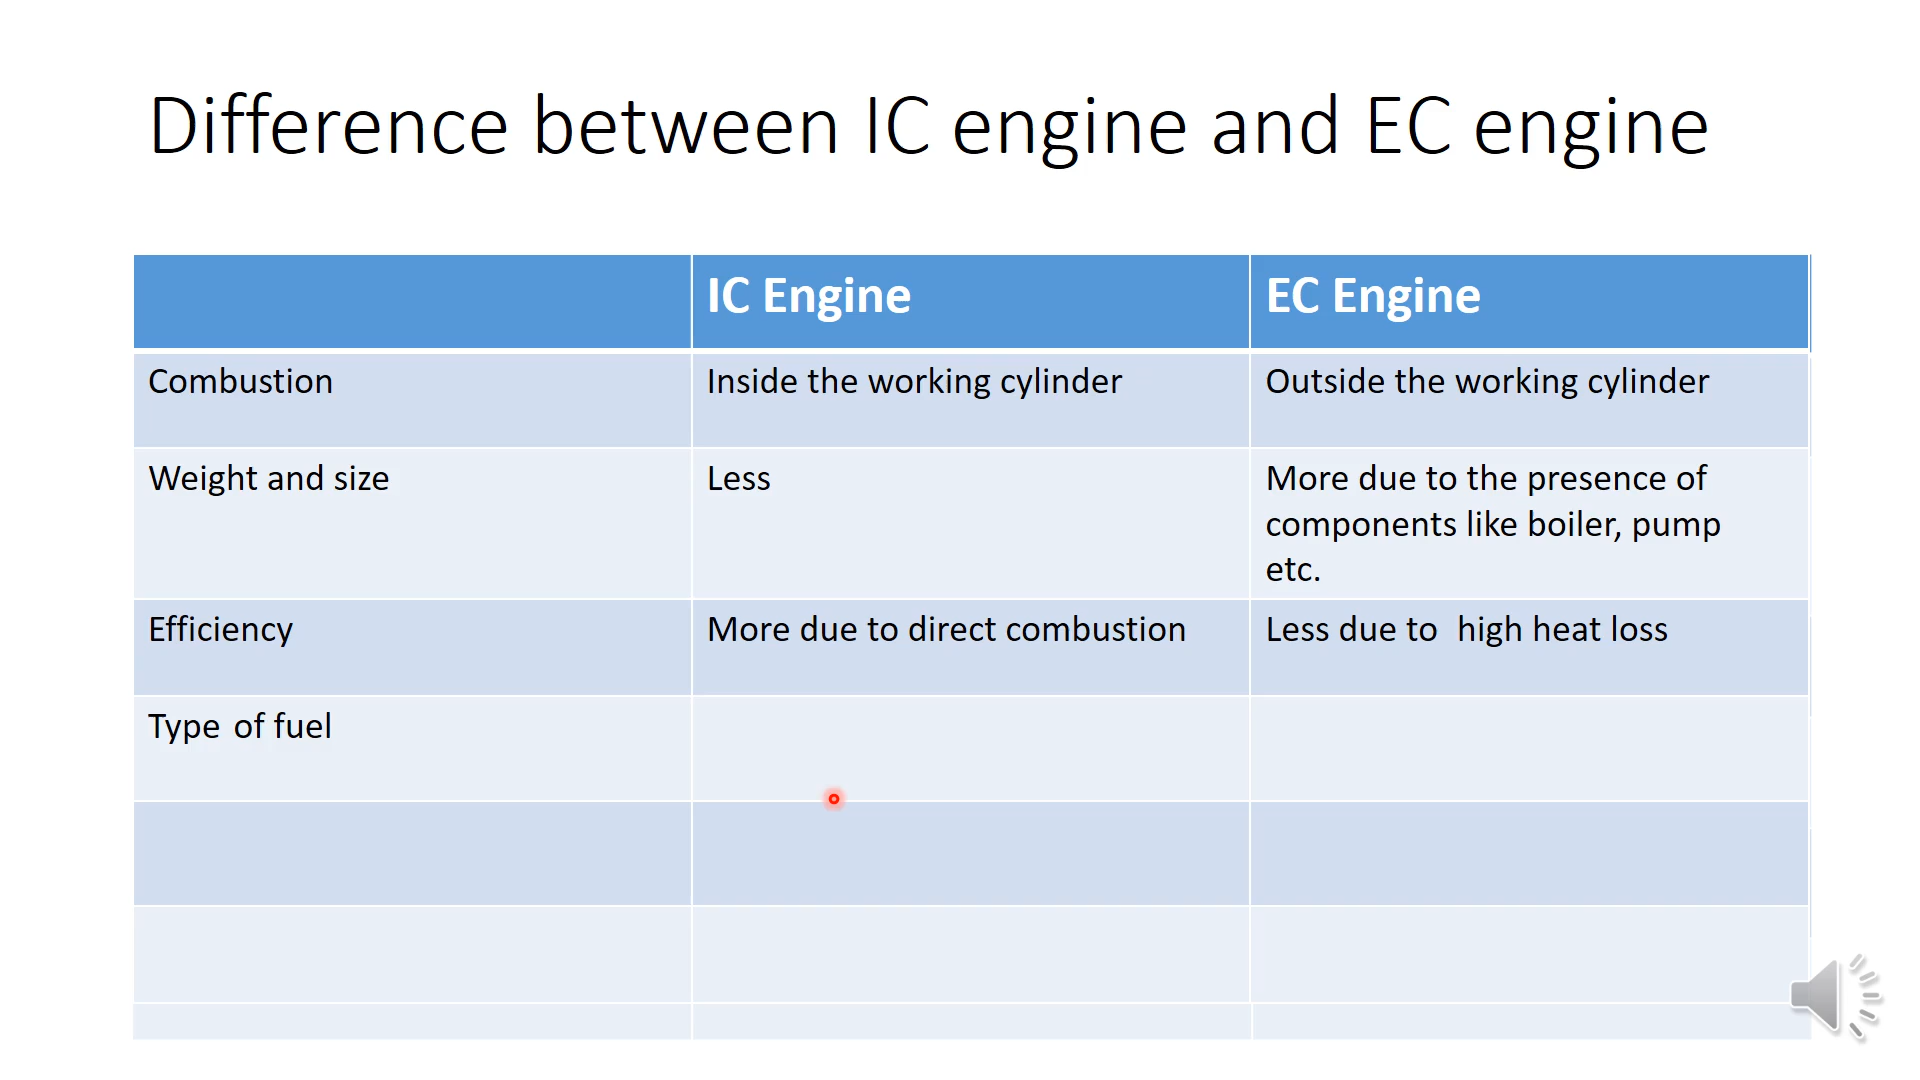 Difference between IC engine and EC engine
IC Engine EC Engine
Combustion Inside the working cylinder Outside the working cylinder
Weight and size Less More due to the presence of
components like boiler, pump
etc.
Efficiency More due to direct combustion Less due to high heat loss
Type of fuel